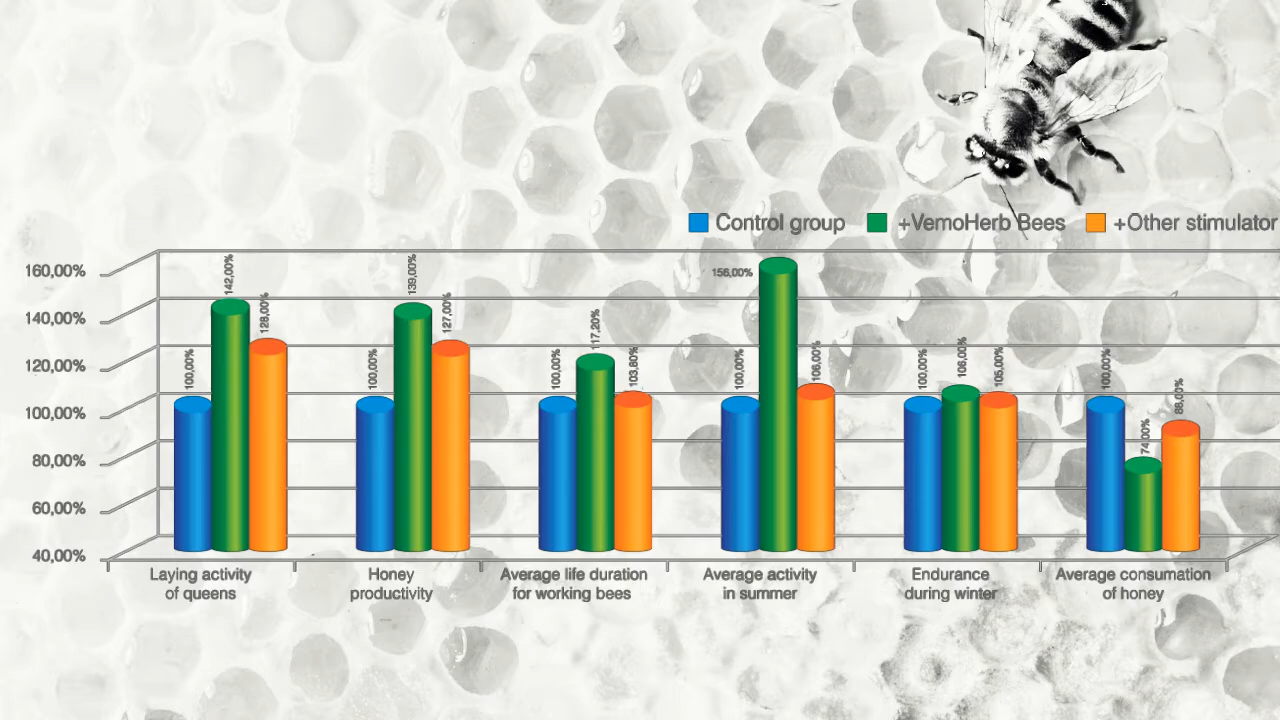 Control group
+VemoHerb Bees
+Other stimulator
160,00%
140,00%
120,00%
100,00%
80,00%
60,00%
40,00%
100,00%
142,00%
128,00%
100,00%
139,00%
127,00%
100,00%
117,20%
103,80%
100,00%
156,00%
106,00%
100,00%
106,00%
105,00%
100,00%
74,00%
88,00%
Laying activity
of queens
Honey
productivity
Average life duration
for working bees
Average activity
in summer
Endurance
during winter
Average consumation
of honey